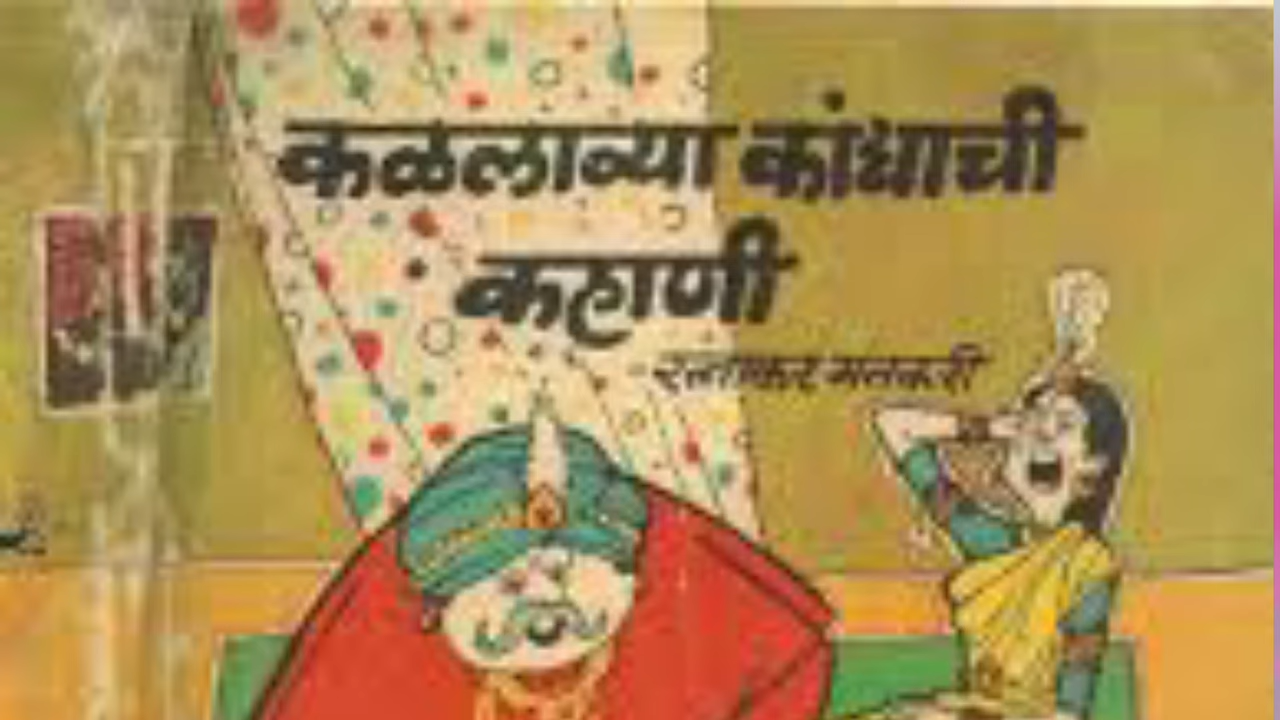 कळलाव्या कांद्याची
कहाणी
रत्नाकर मतकरी